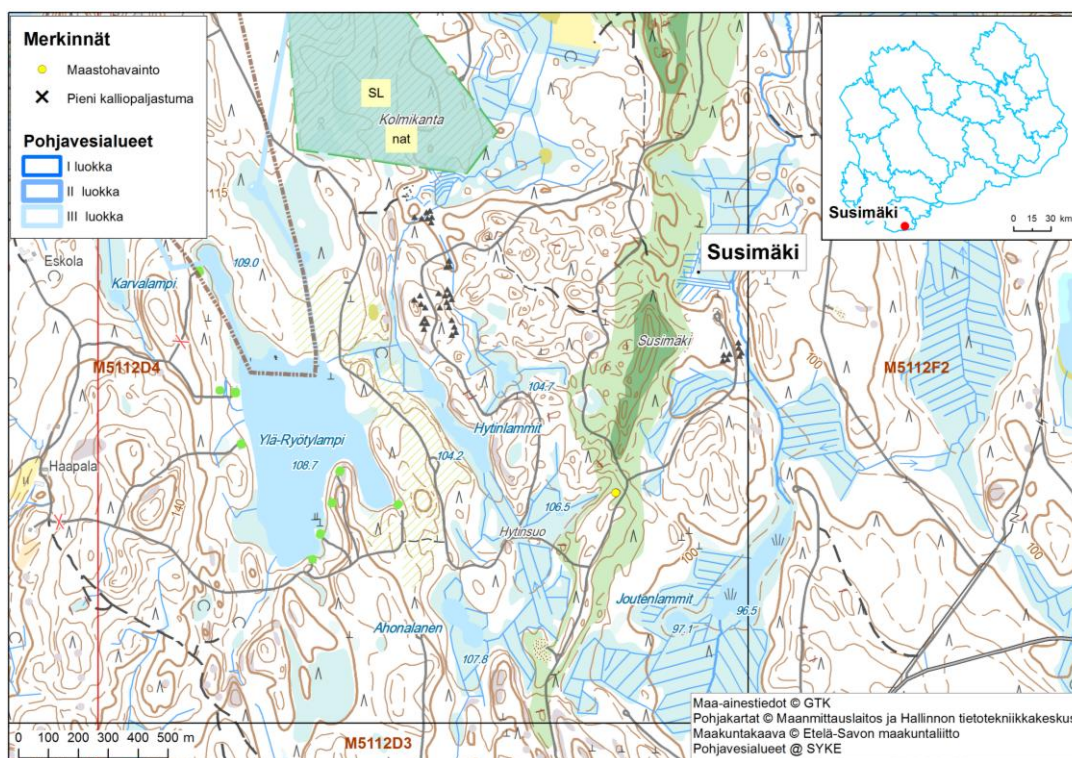 Merkinnät
Maastohavainto
Pieni kalliopaljastuma
Pohjavesialueet
I luokka
II luokka
III luokka
SL
Kolmikanta
nat
115
Susimäki
0 15 30 km
Susimäki
Eskola
Karvalampi
109.0
Susimäki
M5112D4
M5112F2
104.7
Hytinlammit
100
Ylä-Ryötylampi
108.7
104.2
Haapala
140
106.5
Hytinsuo
100
100
Joutenlammit
96.5
97.1
Ahonalanen
107.8
M5112D3
0 100 200 300 400 500 m
Maa-ainestiedot © GTK
Pohjakartat © Maanmittauslaitos ja Hallinnon tietotekniikkakeskus
Maakuntakaava © Etelä-Savon maakuntaliitto
Pohjavesialueet @ SYKE